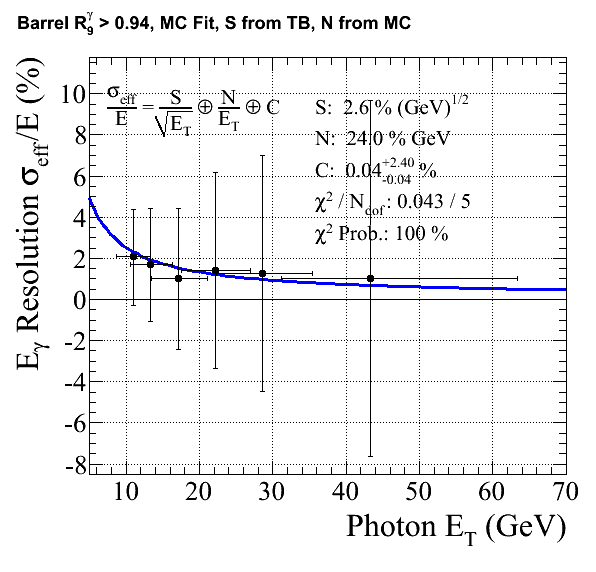 Barrel R₉ᵞ > 0.94, MC Fit, S from TB, N from MC
E_γ Resolution σ_eff/E (%)
σ_eff/E = S/√E_T ⊕ N/E_T ⊕ C
S: 2.6 % (GeV)^1/2
N: 24.0 % GeV
C: 0.04 +2.40 -0.04 %
χ² / N_dof: 0.043 / 5
χ² Prob.: 100 %
10
8
6
4
2
0
-2
-4
-6
-8
10 20 30 40 50 60 70
Photon E_T (GeV)